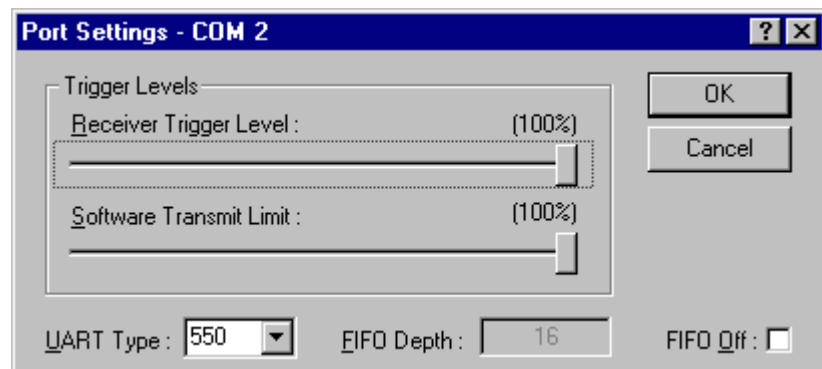 Port Settings - COM 2
Trigger Levels
Receiver Trigger Level : (100%)
OK
Cancel
Software Transmit Limit : (100%)
UART Type : 550 FIFO Depth : 16 FIFO Off :